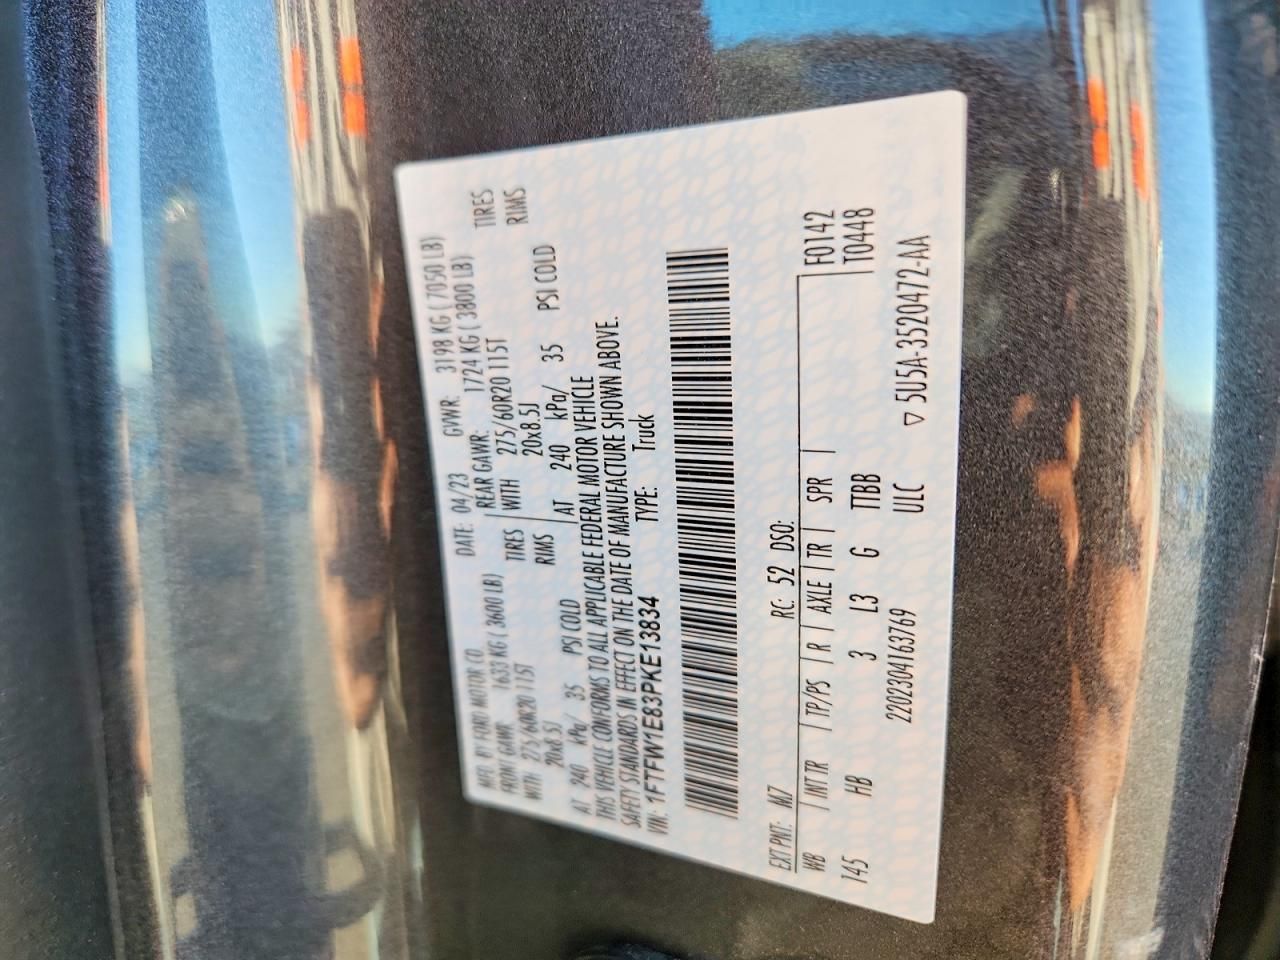 MFD. BY FORD MOTOR CO. DATE: 04/23 GVWR: 3198 KG ( 7050 LB)
FRONT GAWR: 1633 KG ( 3600 LB) REAR GAWR: 1724 KG ( 3800 LB)
WITH 275/60R20 115T TIRES WITH 275/60R20 115T TIRES
20x8.5J RIMS 20x8.5J RIMS
AT 240 kPa/ 35 PSI COLD AT 240 kPa/ 35 PSI COLD
THIS VEHICLE CONFORMS TO ALL APPLICABLE FEDERAL MOTOR VEHICLE
SAFETY STANDARDS IN EFFECT ON THE DATE OF MANUFACTURE SHOWN ABOVE.
VIN: 1FTFW1E83PKE13834 TYPE: Truck
EXT PNT: M7 RC: 52 DSO:
WB / INT TR / TP/PS / R / AXLE / TR / SPR / F0142
145 HB 3 L3 G TBB T0448
2202304163769 ULC ▽ 5U5A-3520472-AA